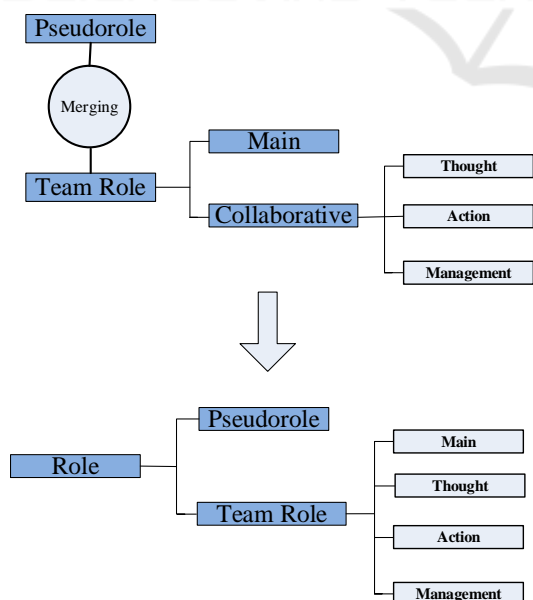 Pseudorole
Merging
Main
Team Role
Thought
Collaborative
Action
Management
Pseudorole
Role
Main
Thought
Team Role
Action
Management